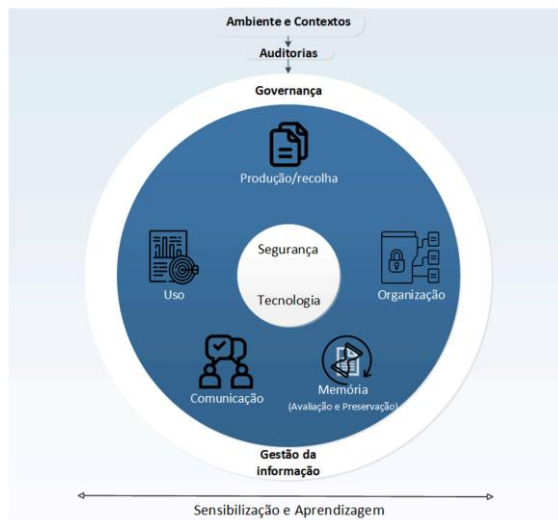 Ambiente e Contextos
Auditorias
Governança
Produção/recolha
Segurança
Tecnologia
Uso
Organização
Comunicação
Memória
(Avaliação e Preservação)
Gestão da
informação
Sensibilização e Aprendizagem